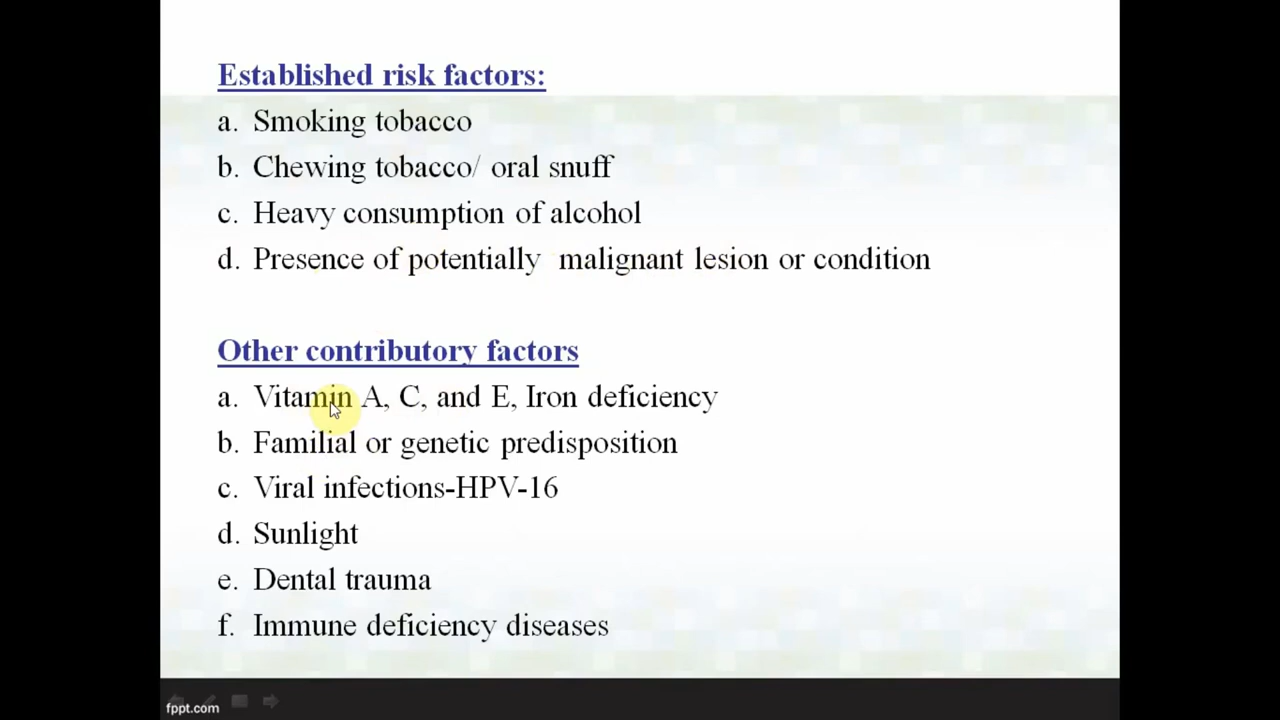 Established risk factors:
a. Smoking tobacco
b. Chewing tobacco/ oral snuff
c. Heavy consumption of alcohol
d. Presence of potentially malignant lesion or condition
Other contributory factors
a. Vitamin A, C, and E, Iron deficiency
b. Familial or genetic predisposition
c. Viral infections-HPV-16
d. Sunlight
e. Dental trauma
f. Immune deficiency diseases
fppt.com